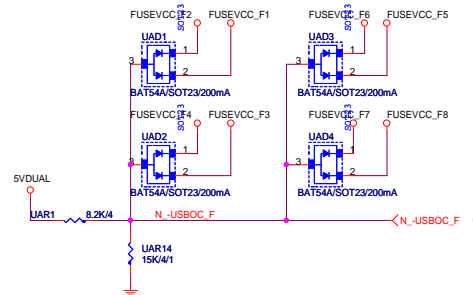 FUSEVCC_F2
FUSEVCC_F1
FUSEVCC_F6
FUSEVCC_F5
SOT23
SOT23
UAD1
UAD3
1
1
3
3
2
2
BAT54A/SOT23/200mA
BAT54A/SOT23/200mA
FUSEVCC_F4
FUSEVCC_F3
FUSEVCC_F7
FUSEVCC_F8
SOT23
SOT23
UAD2
UAD4
1
1
3
3
2
2
5VDUAL
BAT54A/SOT23/200mA
BAT54A/SOT23/200mA
UAR1
8.2K/4
N_-USBOC_F
N_-USBOC_F
UAR14
15K/4/1